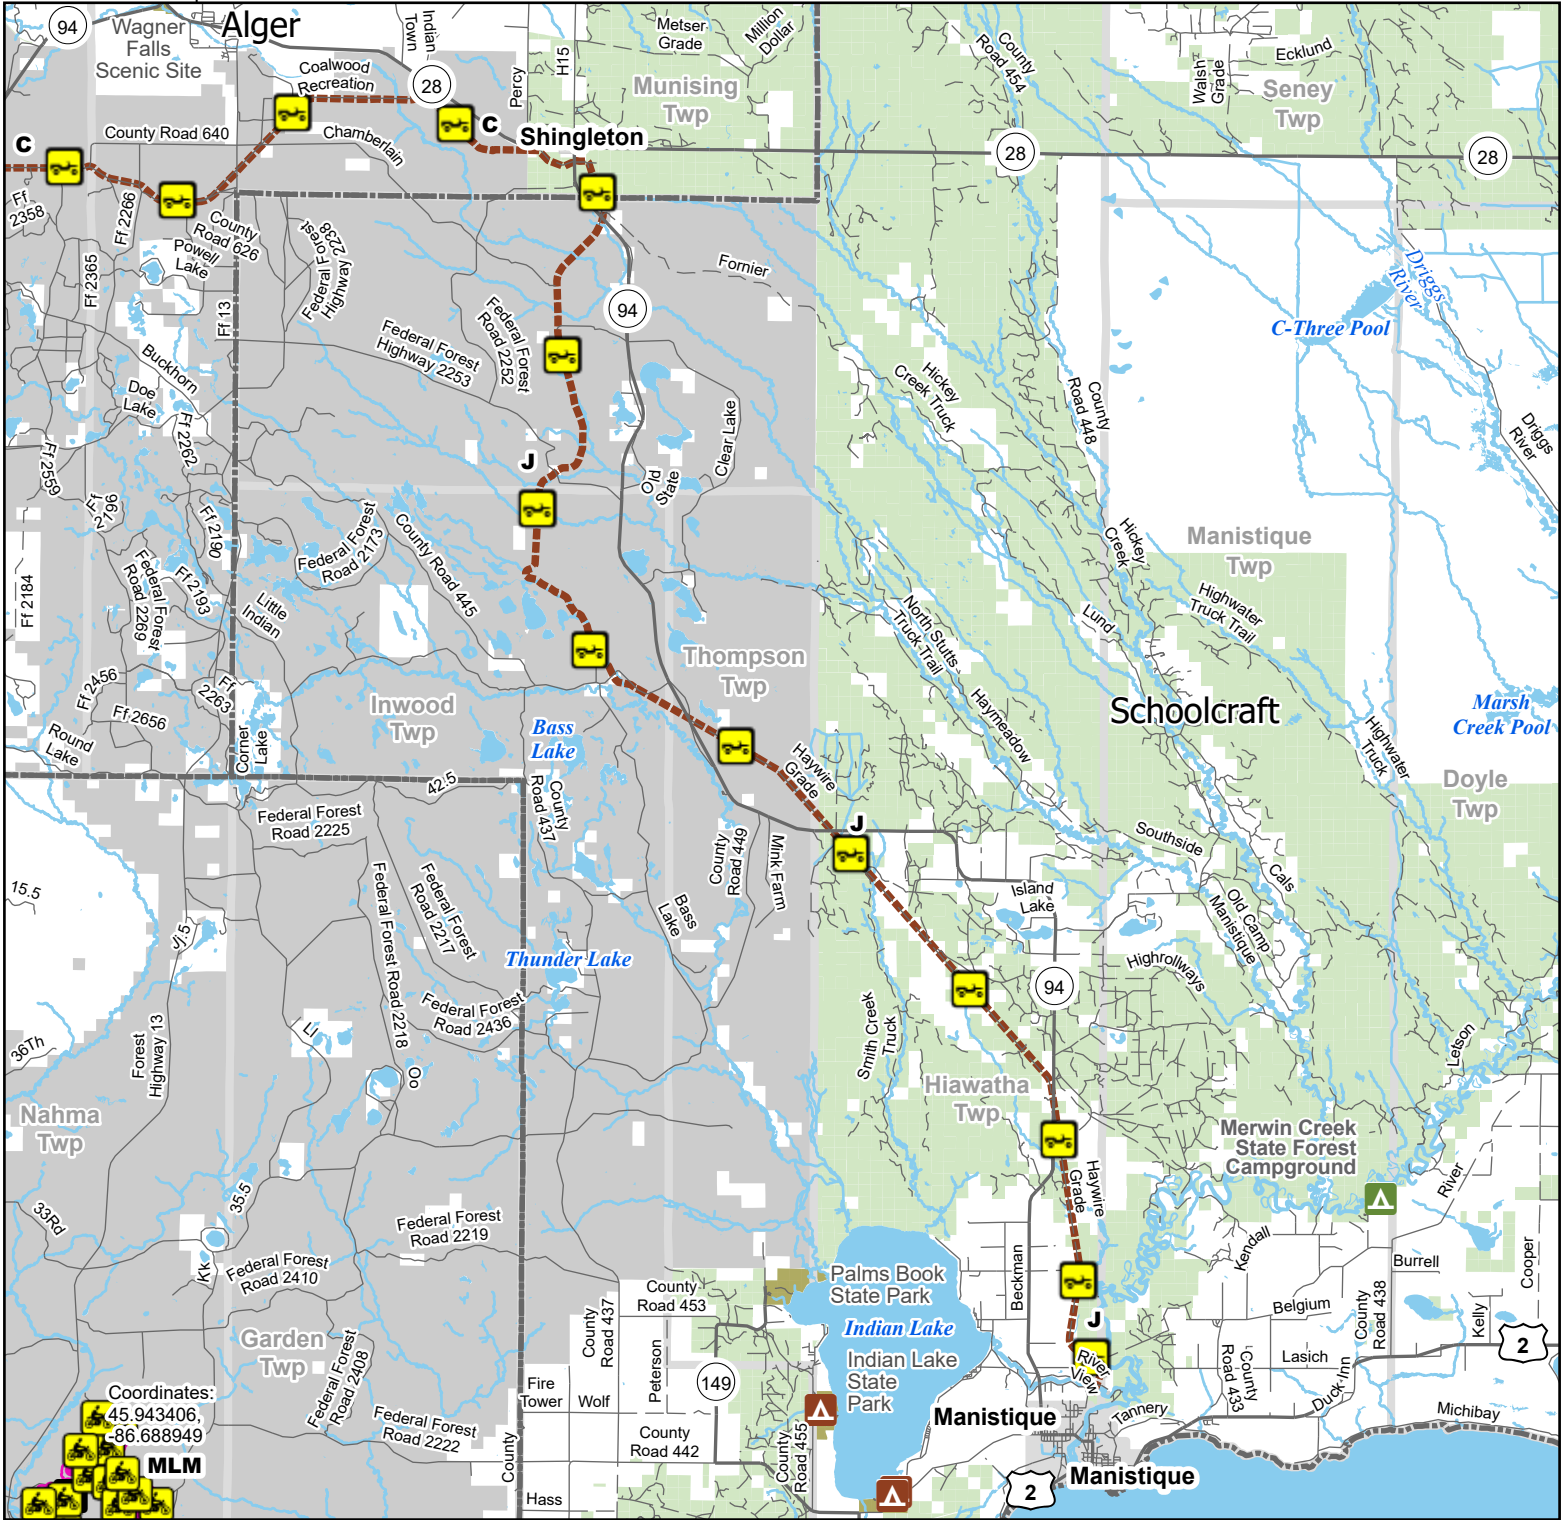 94
Wagner
Falls
Scenic Site
Alger
Indian
Town
Coalwood
Recreation
28
Percy
H15
Metser
Grade
Million
Dollar
Munising
Twp
County
Road 454
Walsh
Grade
Ecklund
Seney
Twp
C
County Road 640
Chamberlain
C
Shingleton
28
28
Ff
2358
Ff 2266
County
Road 626
Powell
Lake
Ff 2365
Ff 13
Federal Forest
Highway 2238
Fornier
94
Driggs
River
C-Three Pool
Federal Forest
Highway 2253
Federal Forest
Road 2252
Buckhorn
Doe
Lake
Ff 2262
Hickey
Creek Truck
County
Road 448
Driggs
River
Clear Lake
J
Old
State
Ff 2559
Ff
2796
Ff 2190
Federal Forest
Road 2173
County Road 445
Hickey
Creek
Manistique
Twp
Ff 2184
Federal Forest
Road 2269
Ff 2193
Little
Indian
North Stutts
Truck Trail
Lund
Highwater
Truck Trail
Thompson
Twp
Ff 2456
Ff 2656
Ff
2263
Inwood
Twp
Round
Lake
Corner
Lake
Bass
Lake
Haymeadow
Schoolcraft
Marsh
Creek Pool
Highwater
Truck
Haywire
Grade
Doyle
Twp
42.5
County
Road 437
Federal Forest
Road 2225
J
Southside
County
Road 449
Mink Farm
Cals
15.5
Federal Forest
Road 2217
Federal Forest Road 2218
Bass
Lake
Island
Lake
Old Camp
Manistique
Jj.5
Thunder Lake
Highrollways
94
Federal Forest
Road 2436
Ll
36Th
Forest
Highway 13
Oo
Smith Creek
Truck
Letson
Nahma
Twp
Hiawatha
Twp
Merwin Creek
State Forest
Campground
Haywire
Grade
River
33Rd
35.5
Federal Forest
Road 2219
Kk
Federal Forest
Road 2410
Kendall
Burrell
Cooper
Palms Book
State Park
County
Road 453
Beckman
Belgium
County
Road 438
Kelly
J
Indian Lake
County
Road 437
Garden
Twp
Federal Forest
Road 2408
Peterson
Indian Lake
State
Park
River
View
County
Road 433
Lasich
2
149
Fire
Tower
Wolf
Duck Inn
Coordinates:
45.943406,
-86.688949
Federal Forest
Road 2222
Manistique
Tannery
Michibay
County
Road 442
County
Road 455
County
MLM
Manistique
2
Hass